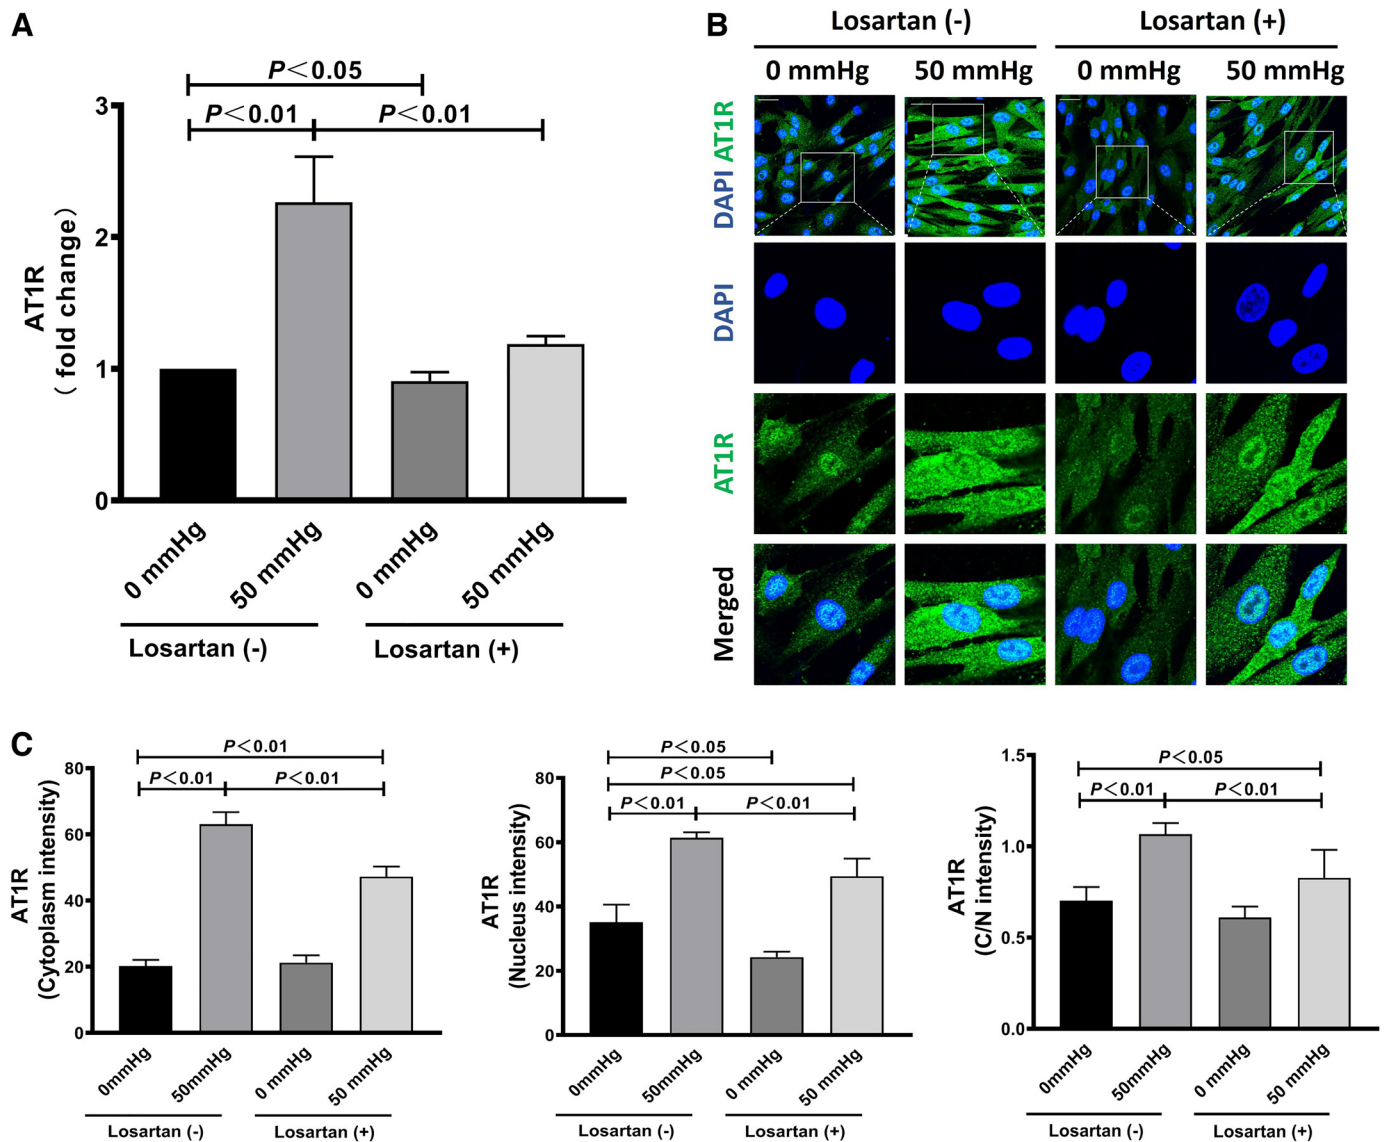 A
P<0.05
P<0.01
P<0.01
3
2
1
0
AT1R
( fold change)
0 mmHg
50 mmHg
0 mmHg
50 mmHg
Losartan (-)
Losartan (+)
B
Losartan (-)
Losartan (+)
0 mmHg
50 mmHg
0 mmHg
50 mmHg
DAPI AT1R
DAPI
AT1R
Merged
C
P<0.01
P<0.01
P<0.01
80
60
40
20
0
AT1R
(Cytoplasm intensity)
0mmHg
50mmHg
0 mmHg
50 mmHg
Losartan (-)
Losartan (+)
P<0.05
P<0.05
P<0.01
P<0.01
80
60
40
20
0
AT1R
(Nucleus intensity)
0mmHg
50mmHg
0 mmHg
50 mmHg
Losartan (-)
Losartan (+)
P<0.05
P<0.01
P<0.01
1.5
1.0
0.5
0.0
AT1R
(C/N intensity)
0mmHg
50mmHg
0 mmHg
50 mmHg
Losartan (-)
Losartan (+)